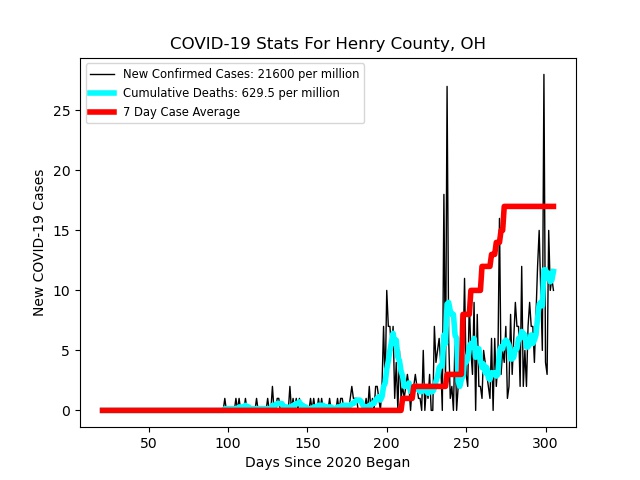 COVID-19 Stats For Henry County, OH
New Confirmed Cases: 21600 per million
Cumulative Deaths: 629.5 per million
7 Day Case Average
New COVID-19 Cases
25
20
15
10
5
0
50
100
150
200
250
300
Days Since 2020 Began